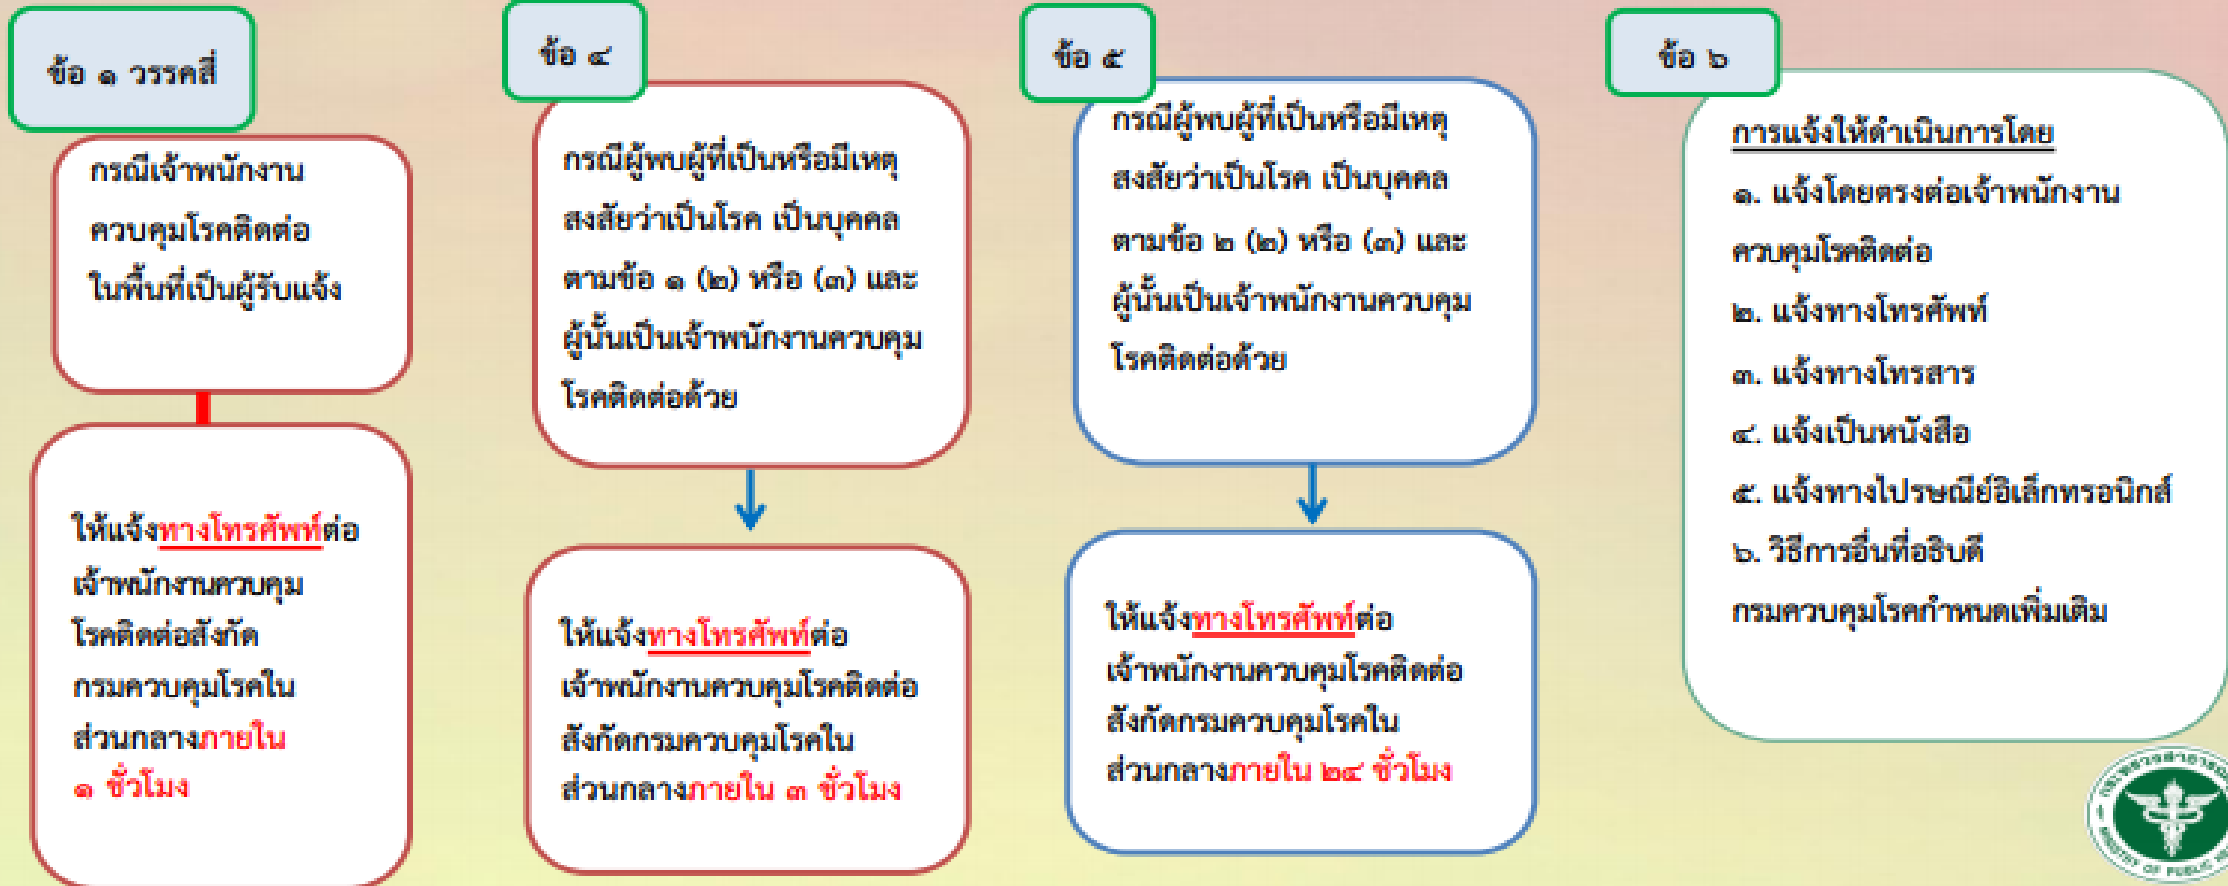 ข้อ ๑ วรรคสี่
กรณีเจ้าพนักงาน
ควบคุมโรคติดต่อ
ในพื้นที่เป็นผู้รับแจ้ง
ให้แจ้งทางโทรศัพท์ต่อ
เจ้าพนักงานควบคุม
โรคติดต่อสังกัด
กรมควบคุมโรคใน
ส่วนกลางภายใน
๑ ชั่วโมง
ข้อ ๔
กรณีผู้พบผู้ที่เป็นหรือมีเหตุ
สงสัยว่าเป็นโรค เป็นบุคคล
ตามข้อ ๑ (๒) หรือ (๓) และ
ผู้นั้นเป็นเจ้าพนักงานควบคุม
โรคติดต่อด้วย
ให้แจ้งทางโทรศัพท์ต่อ
เจ้าพนักงานควบคุมโรคติดต่อ
สังกัดกรมควบคุมโรคใน
ส่วนกลางภายใน ๓ ชั่วโมง
ข้อ ๕
กรณีผู้พบผู้ที่เป็นหรือมีเหตุ
สงสัยว่าเป็นโรค เป็นบุคคล
ตามข้อ ๒ (๒) หรือ (๓) และ
ผู้นั้นเป็นเจ้าพนักงานควบคุม
โรคติดต่อด้วย
ให้แจ้งทางโทรศัพท์ต่อ
เจ้าพนักงานควบคุมโรคติดต่อ
สังกัดกรมควบคุมโรคใน
ส่วนกลางภายใน ๒๔ ชั่วโมง
ข้อ ๖
การแจ้งให้ดำเนินการโดย
๑. แจ้งโดยตรงต่อเจ้าพนักงาน
ควบคุมโรคติดต่อ
๒. แจ้งทางโทรศัพท์
๓. แจ้งทางโทรสาร
๔. แจ้งเป็นหนังสือ
๕. แจ้งทางไปรษณีย์อิเล็กทรอนิกส์
๖. วิธีการอื่นที่อธิบดี
กรมควบคุมโรคกำหนดเพิ่มเติม
MINISTRY OF PUBLIC